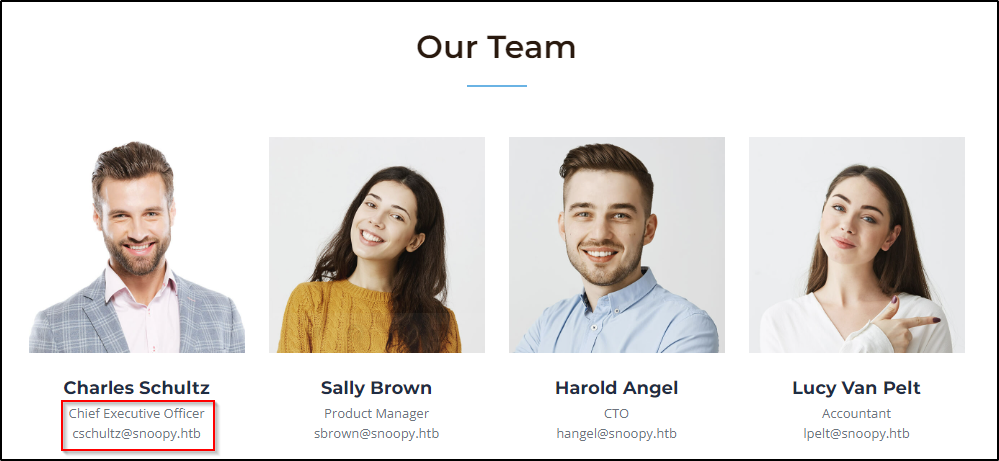 Our Team
Charles Schultz
Chief Executive Officer
cschultz@snoopy.htb
Sally Brown
Product Manager
sbrown@snoopy.htb
Harold Angel
CTO
hangel@snoopy.htb
Lucy Van Pelt
Accountant
lpelt@snoopy.htb